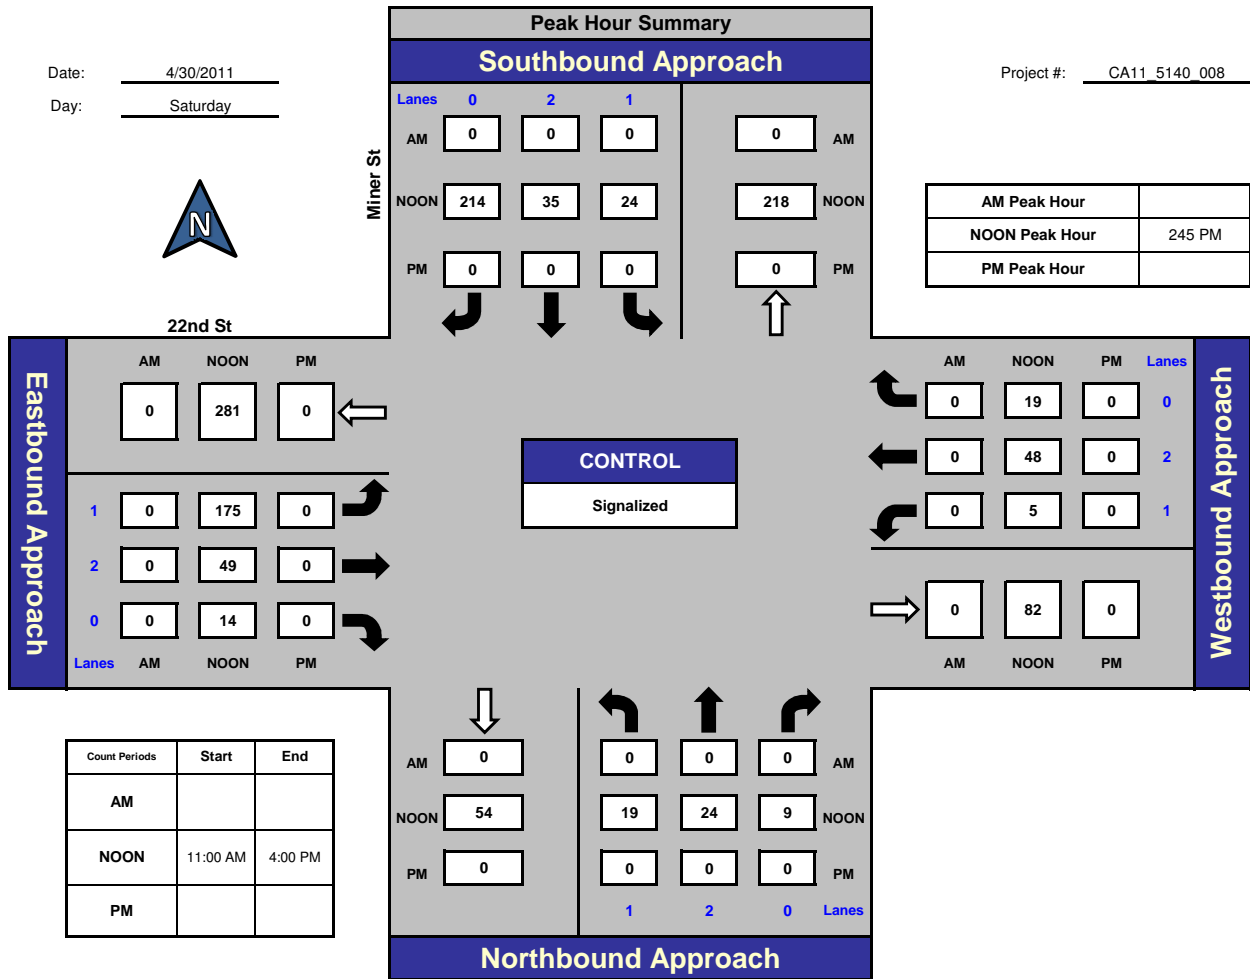 Peak Hour Summary
Southbound Approach
Date: 4/30/2011
Project #: CA11_5140_008
Day: Saturday
Lanes 0 2 1
AM 0 0 0 0 AM
Miner St
NOON 214 35 24 218 NOON
PM 0 0 0 0 PM
N
AM Peak Hour
NOON Peak Hour 245 PM
PM Peak Hour
22nd St
Eastbound Approach
AM NOON PM
0 281 0
1 0 175 0
2 0 49 0
0 0 14 0
Lanes AM NOON PM
CONTROL
Signalized
AM NOON PM Lanes
0 19 0 0
0 48 0 2
0 5 0 1
0 82 0
AM NOON PM
Westbound Approach
Count Periods Start End
AM
NOON 11:00 AM 4:00 PM
PM
AM 0 0 0 0 AM
NOON 54 19 24 9 NOON
PM 0 0 0 0 PM
1 2 0 Lanes
Northbound Approach